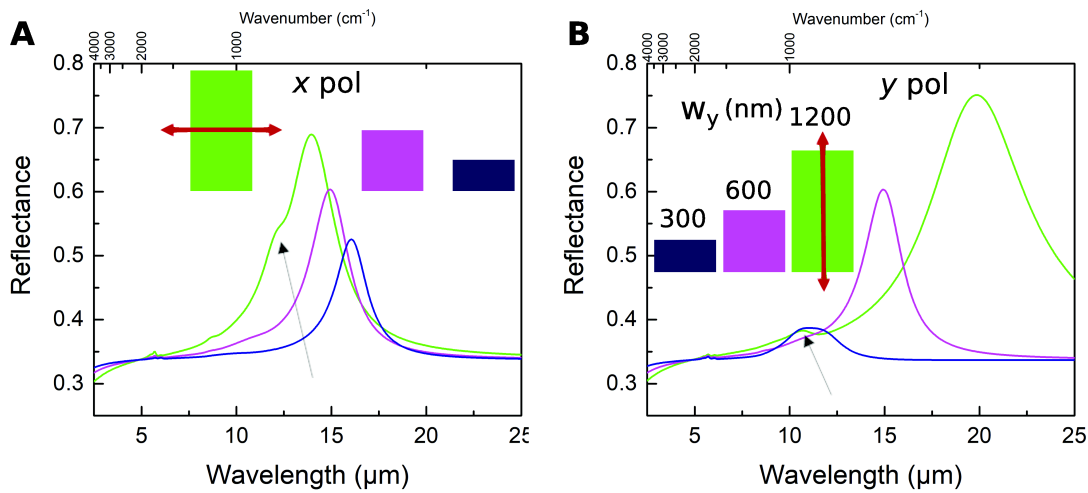 A
Wavenumber (cm⁻¹)
4000 3000 2000 1000
x pol
Reflectance
0.8
0.7
0.6
0.5
0.4
0.3
5 10 15 20 25
Wavelength (μm)
B
Wavenumber (cm⁻¹)
4000 3000 2000 1000
y pol
wy (nm)
1200
600
300
Reflectance
0.8
0.7
0.6
0.5
0.4
0.3
5 10 15 20 25
Wavelength (μm)